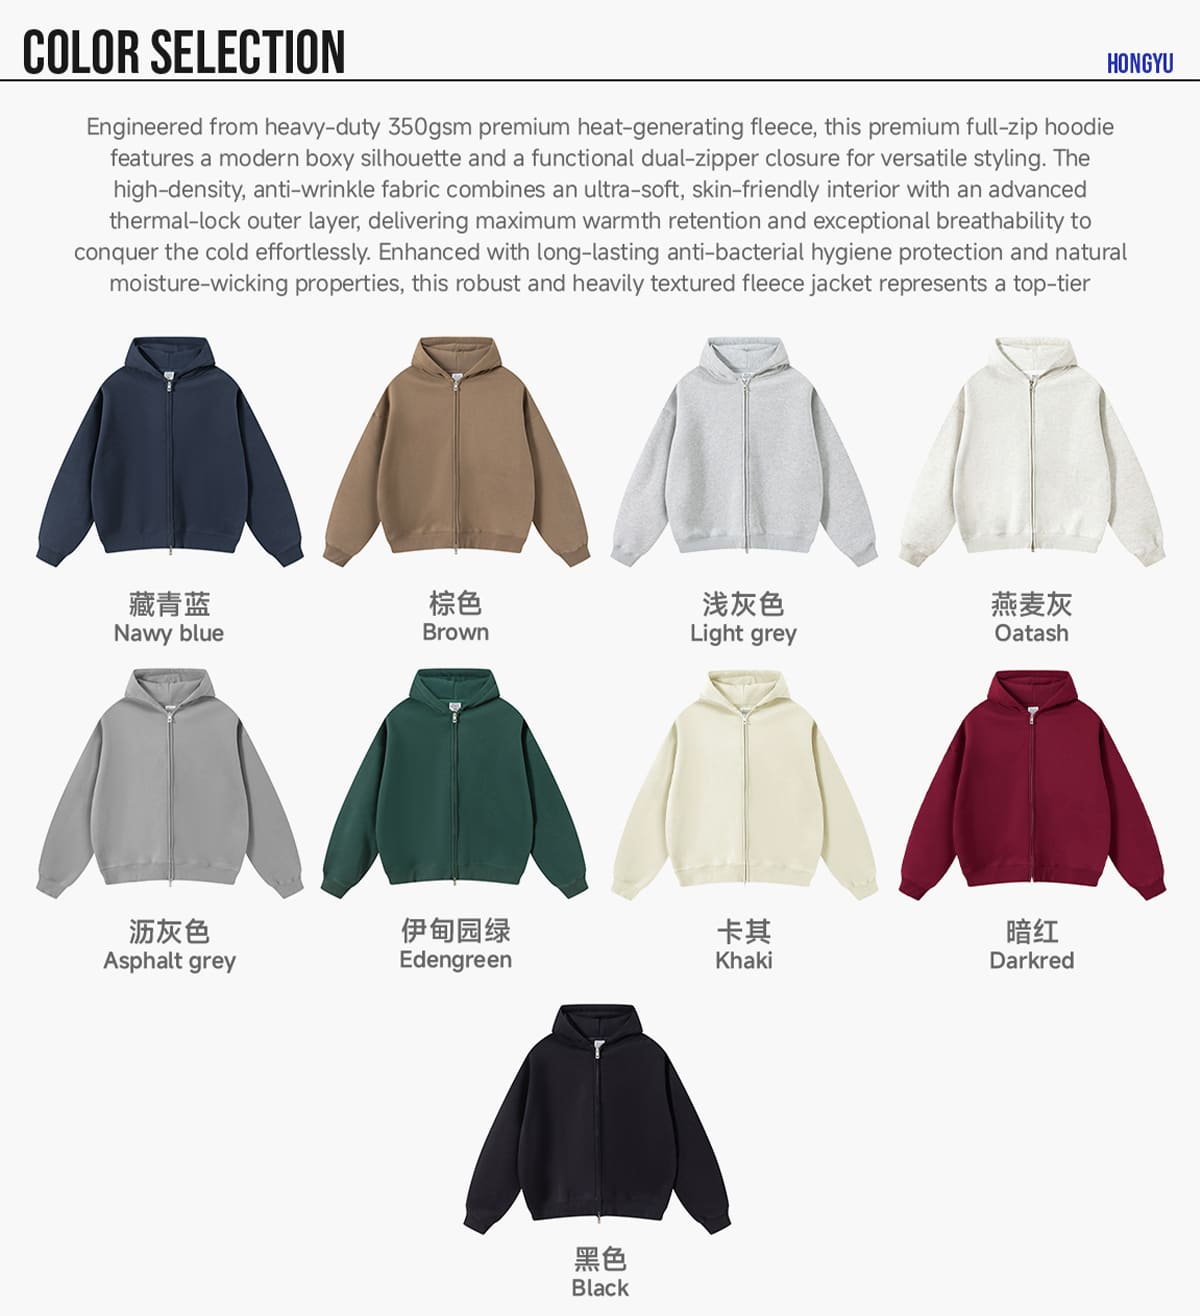 COLOR SELECTION
HONGYU
Engineered from heavy-duty 350gsm premium heat-generating fleece, this premium full-zip hoodie
features a modern boxy silhouette and a functional dual-zipper closure for versatile styling. The
high-density, anti-wrinkle fabric combines an ultra-soft, skin-friendly interior with an advanced
thermal-lock outer layer, delivering maximum warmth retention and exceptional breathability to
conquer the cold effortlessly. Enhanced with long-lasting anti-bacterial hygiene protection and natural
moisture-wicking properties, this robust and heavily textured fleece jacket represents a top-tier
藏青蓝
Nawy blue
棕色
Brown
浅灰色
Light grey
燕麦灰
Oatash
沥灰色
Asphalt grey
伊甸园绿
Edengreen
卡其
Khaki
暗红
Darkred
黑色
Black